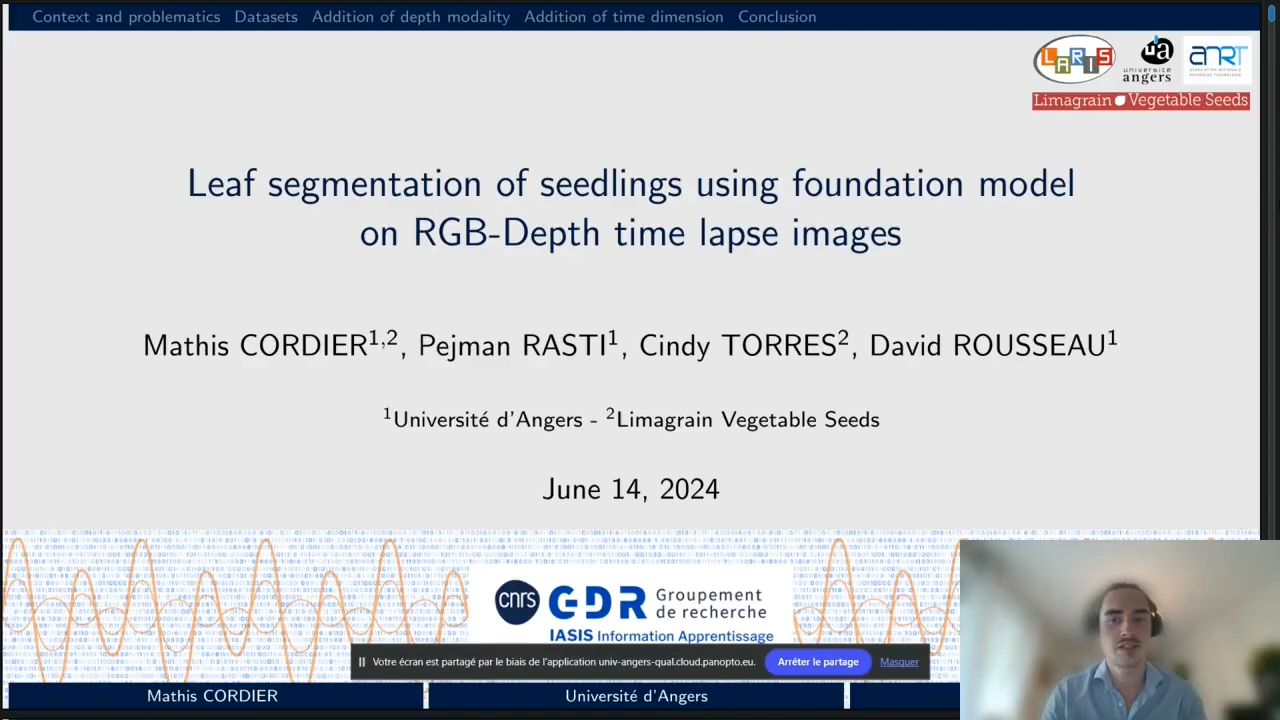 Context and problematics Datasets Addition of depth modality Addition of time dimension Conclusion
LARIS
ua
université
angers
anrt
Limagrain Vegetable Seeds
Leaf segmentation of seedlings using foundation model
on RGB-Depth time lapse images
Mathis CORDIER1,2, Pejman RASTI1, Cindy TORRES2, David ROUSSEAU1
1Université d'Angers - 2Limagrain Vegetable Seeds
June 14, 2024
cnrs GDR Groupement
de recherche
IASIS Information Apprentissage
Votre écran est partagé par le biais de l'application univ-angers-qual.cloud.panopto.eu. Arrêter le partage Masquer
Mathis CORDIER Université d'Angers